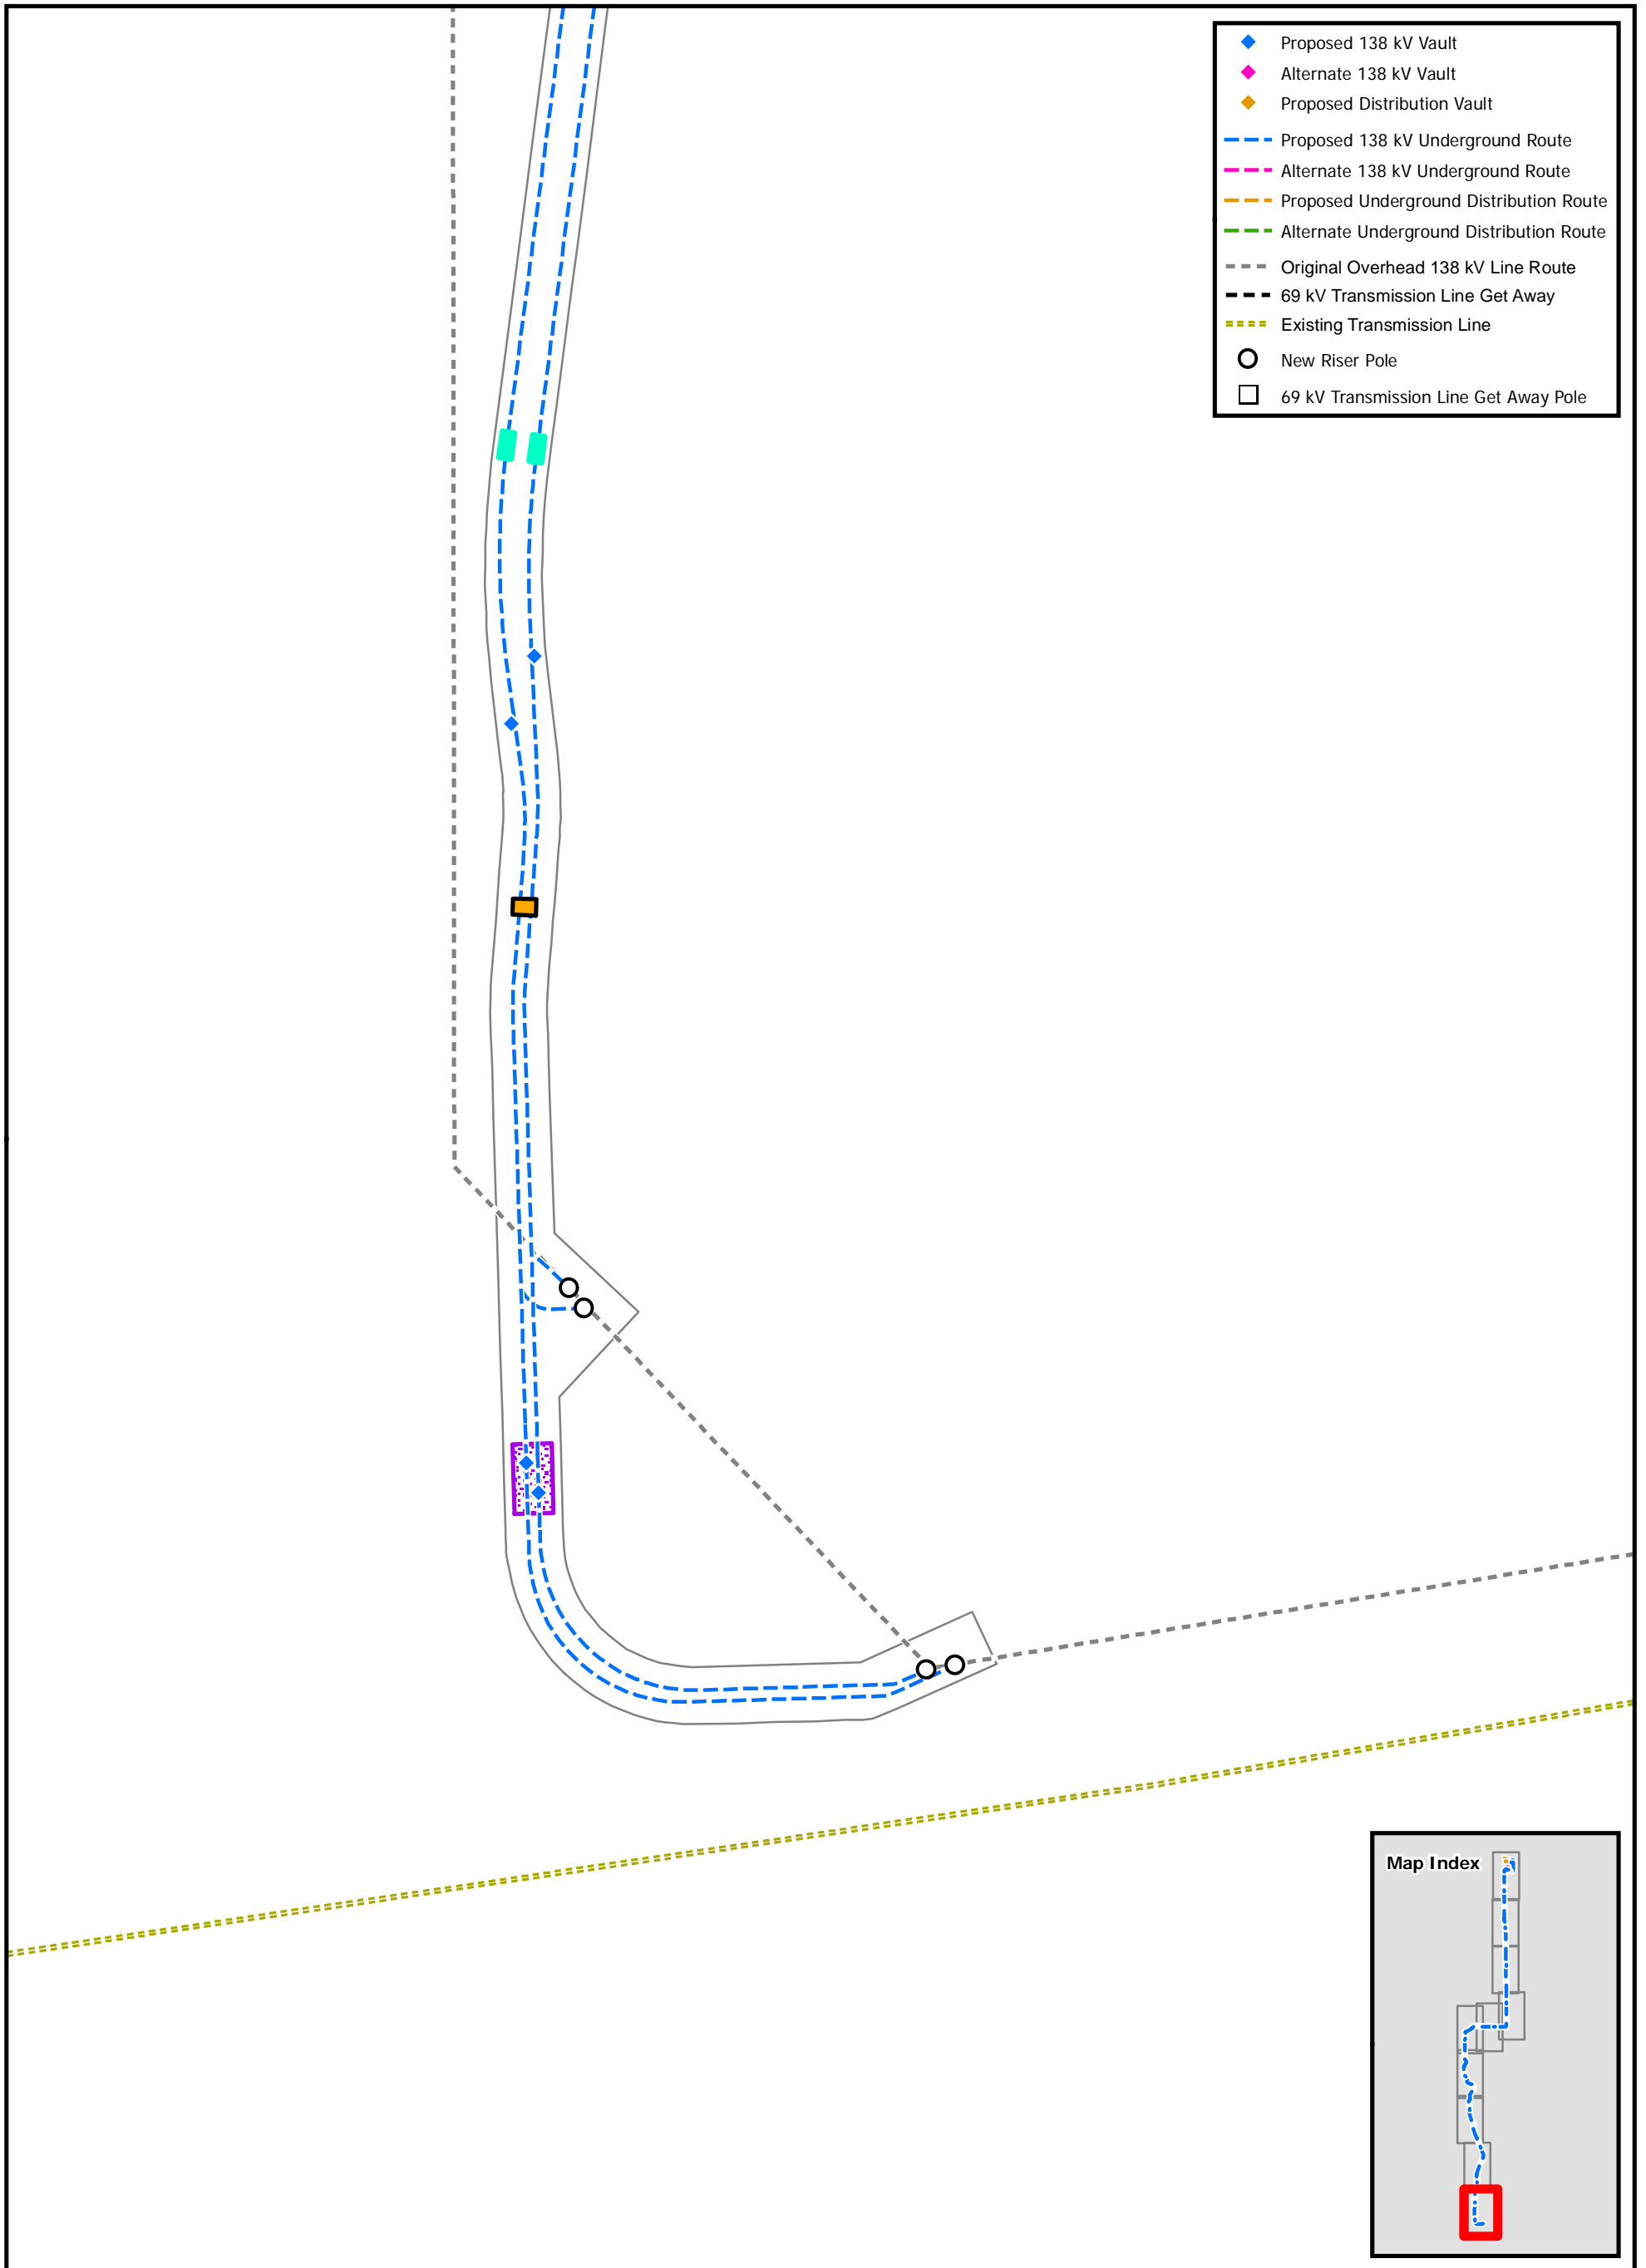 Proposed 138 kV Vault
Alternate 138 kV Vault
Proposed Distribution Vault
Proposed 138 kV Underground Route
Alternate 138 kV Underground Route
Proposed Underground Distribution Route
Alternate Underground Distribution Route
Original Overhead 138 kV Line Route
69 kV Transmission Line Get Away
Existing Transmission Line
New Riser Pole
69 kV Transmission Line Get Away Pole
Map Index